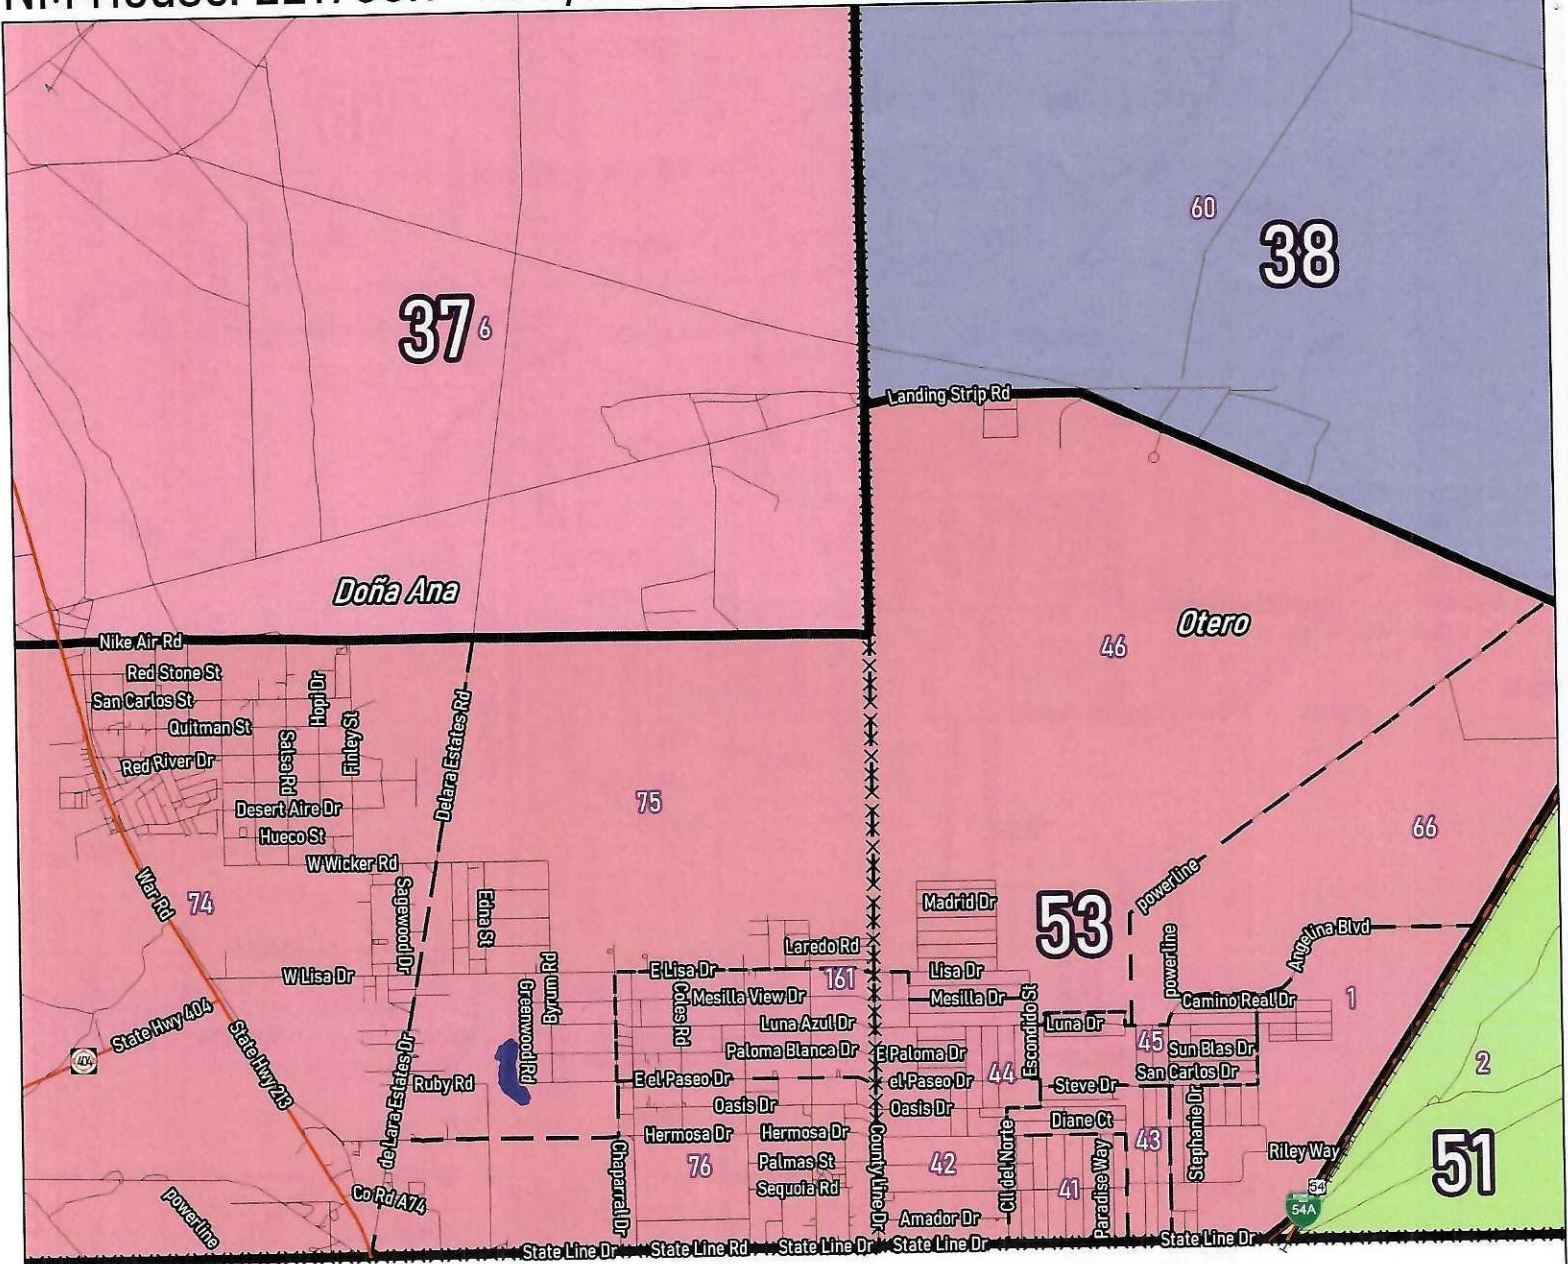 NM House:
60
38
37
6
Landing Strip Rd
Doña Ana
Otero
46
Nike Air Rd
Red Stone St
San Carlos St
Hopi Dr
Quitman St
Finley St
Salsa Rd
Red River Dr
Delara Estates Rd
75
Desert Aire Dr
Hueco St
66
W Wicker Rd
powerline
War Rd
74
Sagewood Dr
Edna St
Madrid Dr
53
powerline
Angelina Blvd
Laredo Rd
W Lisa Dr
E Lisa Dr
161
Lisa Dr
Byrum Rd
Greenwood Rd
Coles Rd
Mesilla View Dr
Mesilla Dr
Escondido St
Camino Real Dr
1
State Hwy 404
404
State Hwy 213
Luna Azul Dr
Luna Dr
45
Paloma Blanca Dr
E Paloma Dr
Sun Blas Dr
2
de Lara Estates Dr
Ruby Rd
E el Paseo Dr
el Paseo Dr
44
Steve Dr
San Carlos Dr
Oasis Dr
Oasis Dr
Diane Ct
Stephanie Dr
Hermosa Dr
Hermosa Dr
County Line Dr
Cll del Norte
43
Riley Way
51
Chaparral Dr
76
Palmas St
42
Paradise Way
41
Sequoia Rd
54
54A
Co Rd A74
powerline
Amador Dr
State Line Dr
State Line Rd
State Line Dr
State Line Dr
State Line Dr